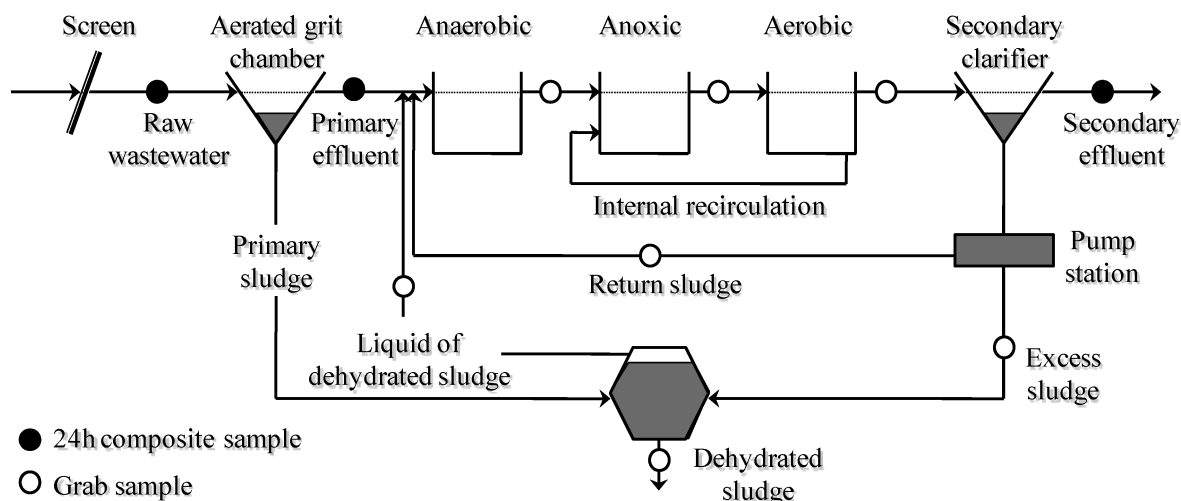 Screen
Aerated grit
chamber
Anaerobic
Anoxic
Aerobic
Secondary
clarifier
Raw
wastewater
Primary
effluent
Secondary
effluent
Internal recirculation
Primary
sludge
Return sludge
Pump
station
Liquid of
dehydrated sludge
Excess
sludge
24h composite sample
Grab sample
Dehydrated
sludge